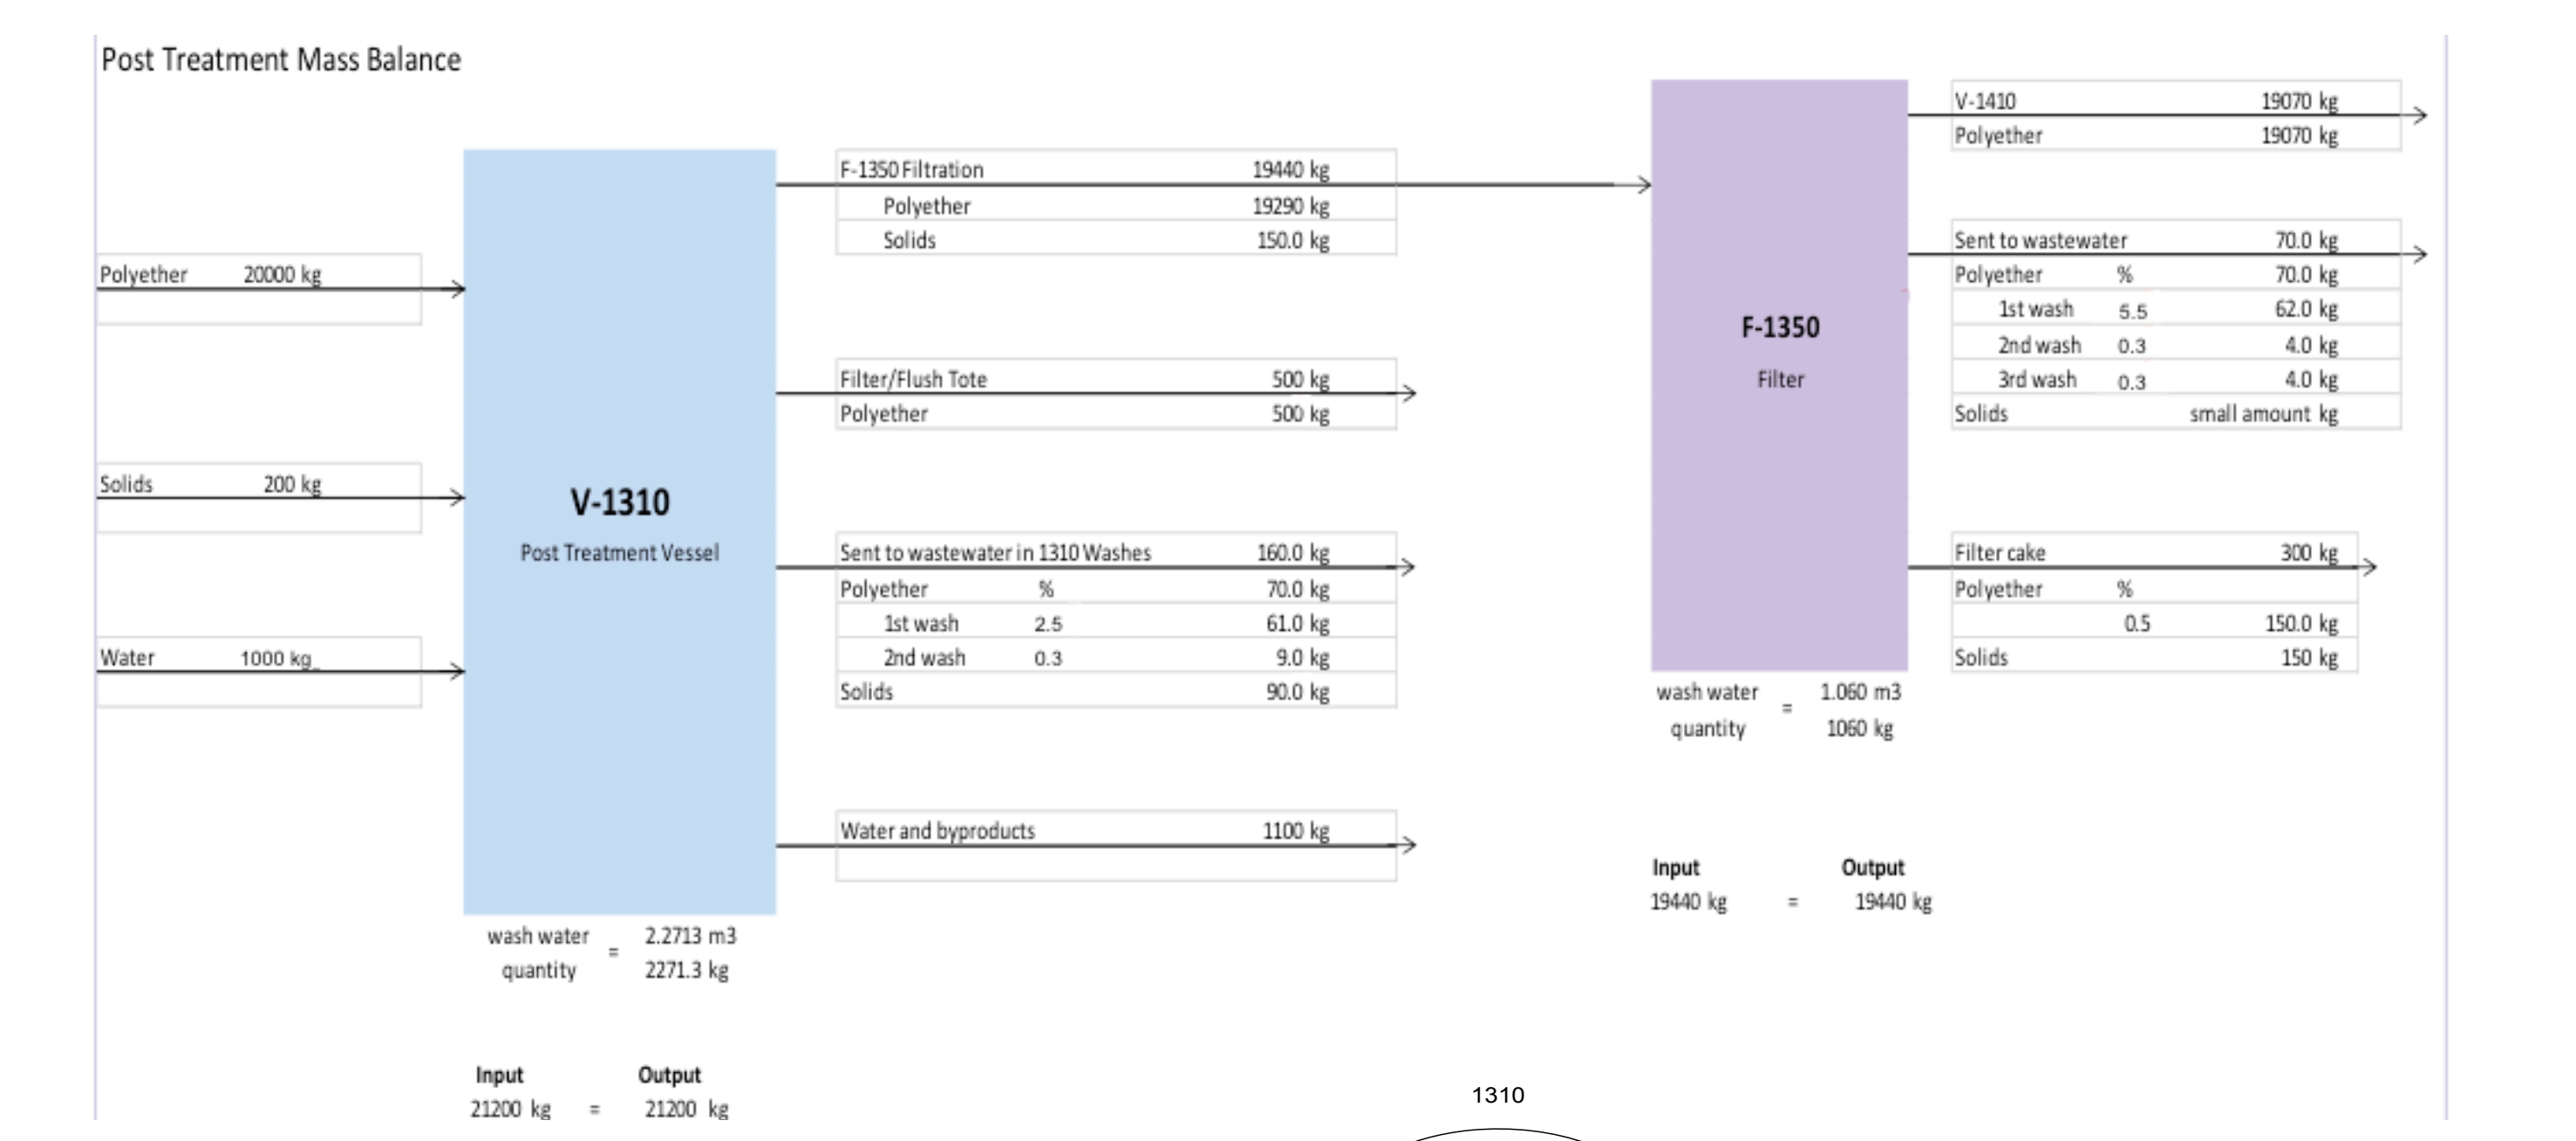 Post Treatment Mass Balance
Polyether 20000 kg
Solids 200 kg
Water 1000 kg
V-1310
Post Treatment Vessel
wash water quantity = 2.2713 m3
2271.3 kg
Input Output
21200 kg = 21200 kg
F-1350 Filtration 19440 kg
Polyether 19290 kg
Solids 150.0 kg
Filter/Flush Tote 500 kg
Polyether 500 kg
Sent to wastewater in 1310 Washes 160.0 kg
Polyether % 70.0 kg
1st wash 2.5 61.0 kg
2nd wash 0.3 9.0 kg
Solids 90.0 kg
Water and byproducts 1100 kg
F-1350
Filter
wash water quantity = 1.060 m3
1060 kg
Input Output
19440 kg = 19440 kg
V-1410 19070 kg
Polyether 19070 kg
Sent to wastewater 70.0 kg
Polyether % 70.0 kg
1st wash 5.5 62.0 kg
2nd wash 0.3 4.0 kg
3rd wash 0.3 4.0 kg
Solids small amount kg
Filter cake 300 kg
Polyether %
0.5 150.0 kg
Solids 150 kg
1310